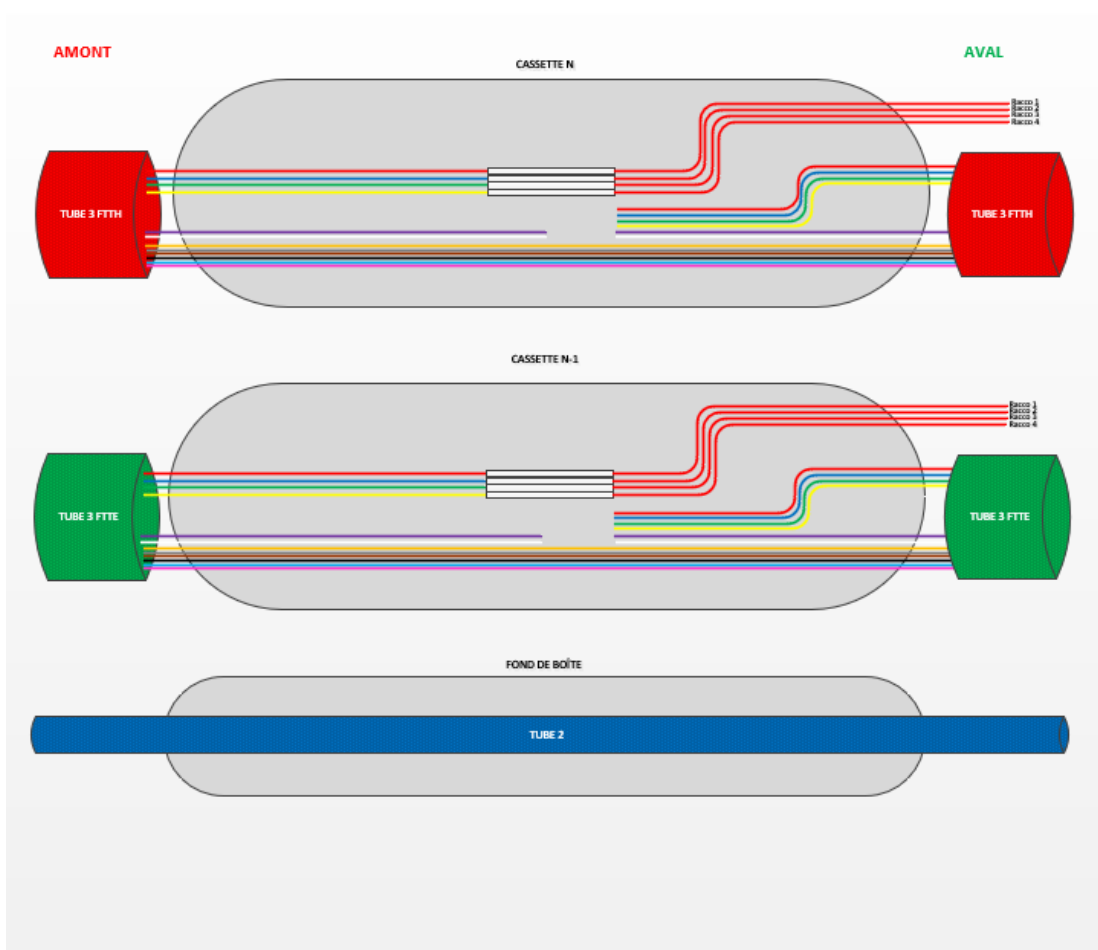 AMONT
AVAL
CASSETTE N
Racco 1
Racco 2
Racco 3
Racco 4
TUBE 3 FTTH
TUBE 3 FTTH
CASSETTE N-1
Racco 1
Racco 2
Racco 3
Racco 4
TUBE 3 FTTE
TUBE 3 FTTE
FOND DE BOÎTE
TUBE 2